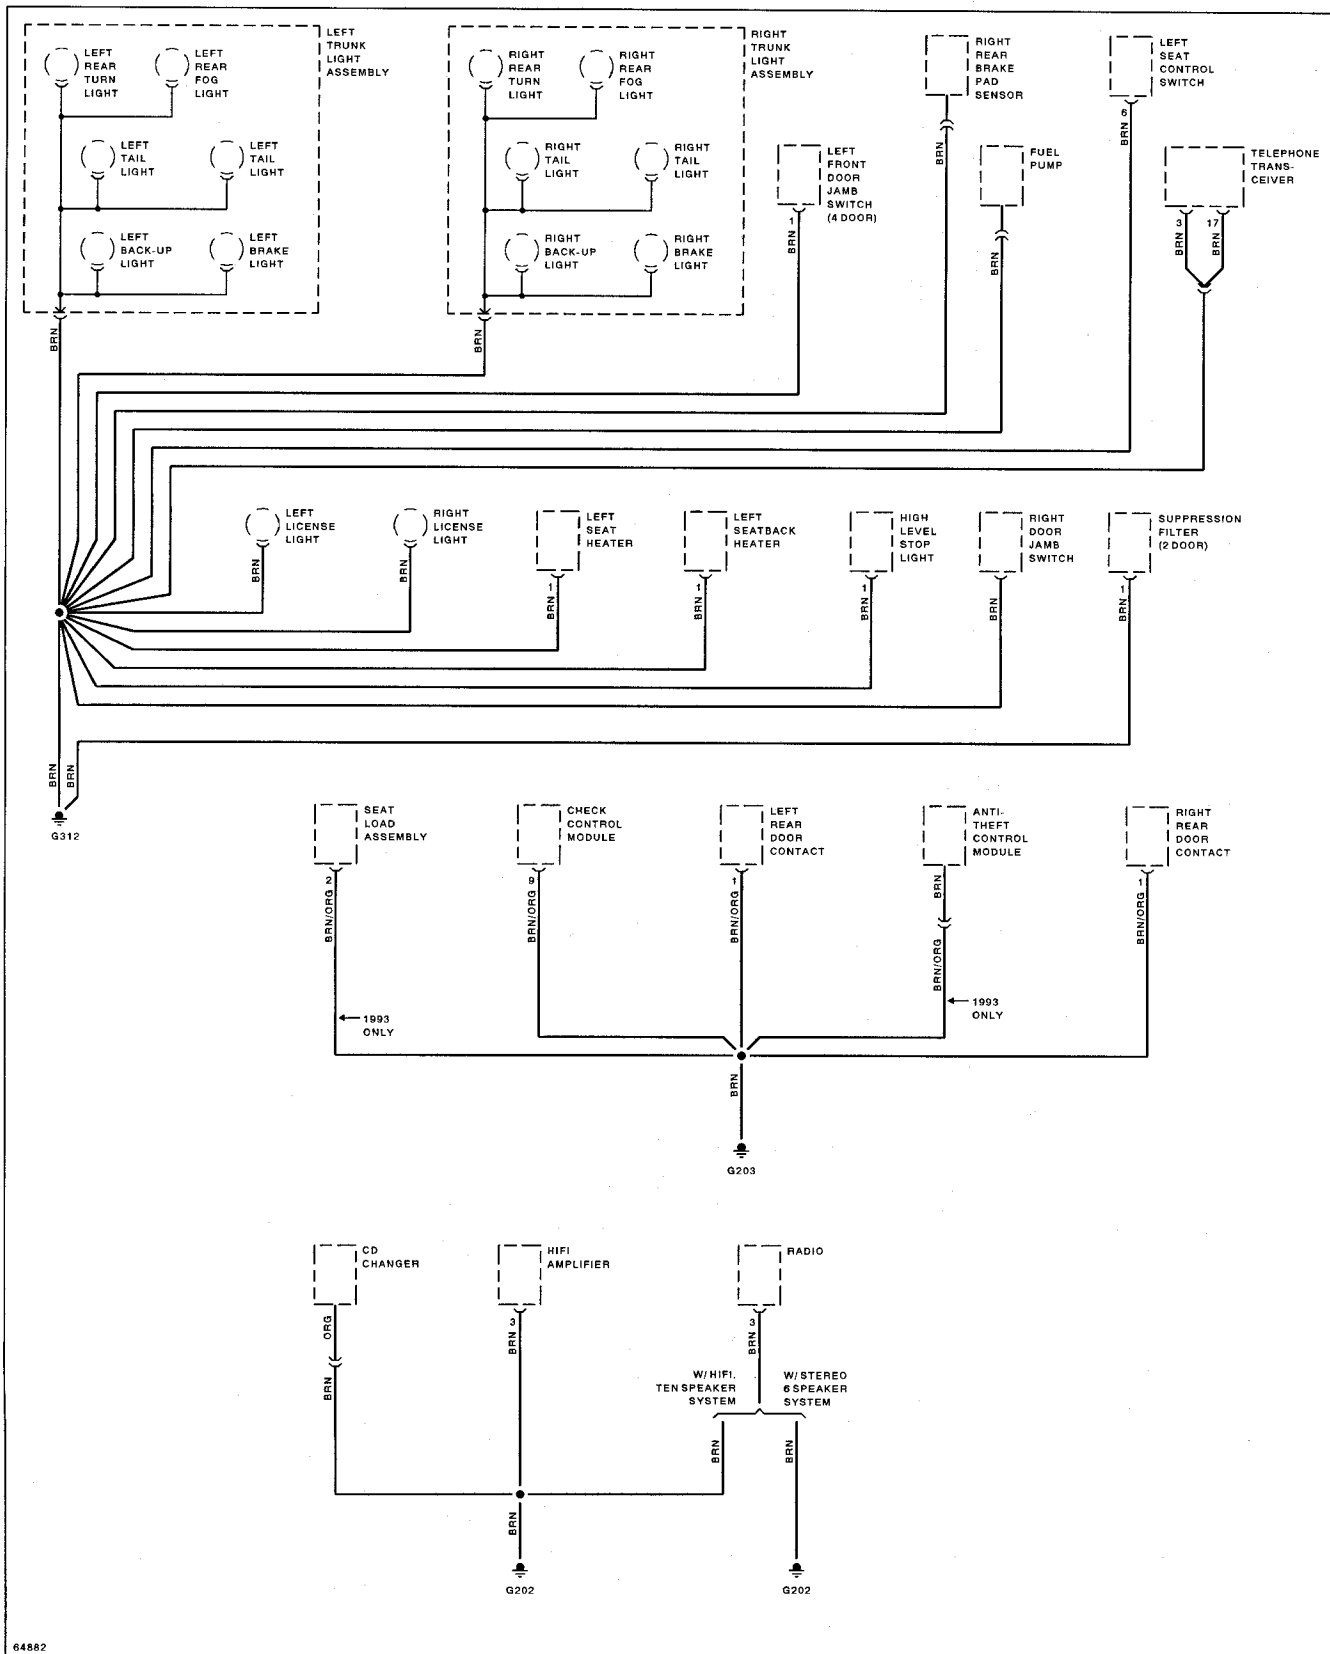 LEFT
TRUNK
LIGHT
ASSEMBLY
LEFT
REAR
TURN
LIGHT
LEFT
REAR
FOG
LIGHT
LEFT
TAIL
LIGHT
LEFT
TAIL
LIGHT
LEFT
BACK-UP
LIGHT
LEFT
BRAKE
LIGHT
BRN
RIGHT
TRUNK
LIGHT
ASSEMBLY
RIGHT
REAR
TURN
LIGHT
RIGHT
REAR
FOG
LIGHT
RIGHT
TAIL
LIGHT
RIGHT
TAIL
LIGHT
RIGHT
BACK-UP
LIGHT
RIGHT
BRAKE
LIGHT
BRN
LEFT
FRONT
DOOR
JAMB
SWITCH
(4 DOOR)
1
BRN
RIGHT
REAR
BRAKE
PAD
SENSOR
BRN
FUEL
PUMP
BRN
LEFT
SEAT
CONTROL
SWITCH
6
BRN
TELEPHONE
TRANS-
CEIVER
3
17
BRN
BRN
LEFT
LICENSE
LIGHT
BRN
RIGHT
LICENSE
LIGHT
BRN
LEFT
SEAT
HEATER
1
BRN
LEFT
SEATBACK
HEATER
1
BRN
HIGH
LEVEL
STOP
LIGHT
1
BRN
RIGHT
DOOR
JAMB
SWITCH
BRN
SUPPRESSION
FILTER
(2 DOOR)
1
BRN
BRN
BRN
G312
SEAT
LOAD
ASSEMBLY
2
BRN/ORG
1993
ONLY
CHECK
CONTROL
MODULE
9
BRN/ORG
LEFT
REAR
DOOR
CONTACT
1
BRN/ORG
ANTI-
THEFT
CONTROL
MODULE
BRN
BRN/ORG
1993
ONLY
RIGHT
REAR
DOOR
CONTACT
1
BRN/ORG
BRN
G203
CD
CHANGER
ORG
BRN
HIFI
AMPLIFIER
3
BRN
RADIO
3
BRN
W/HIFI,
TEN SPEAKER
SYSTEM
W/STEREO
6 SPEAKER
SYSTEM
BRN
BRN
BRN
G202
G202
64882